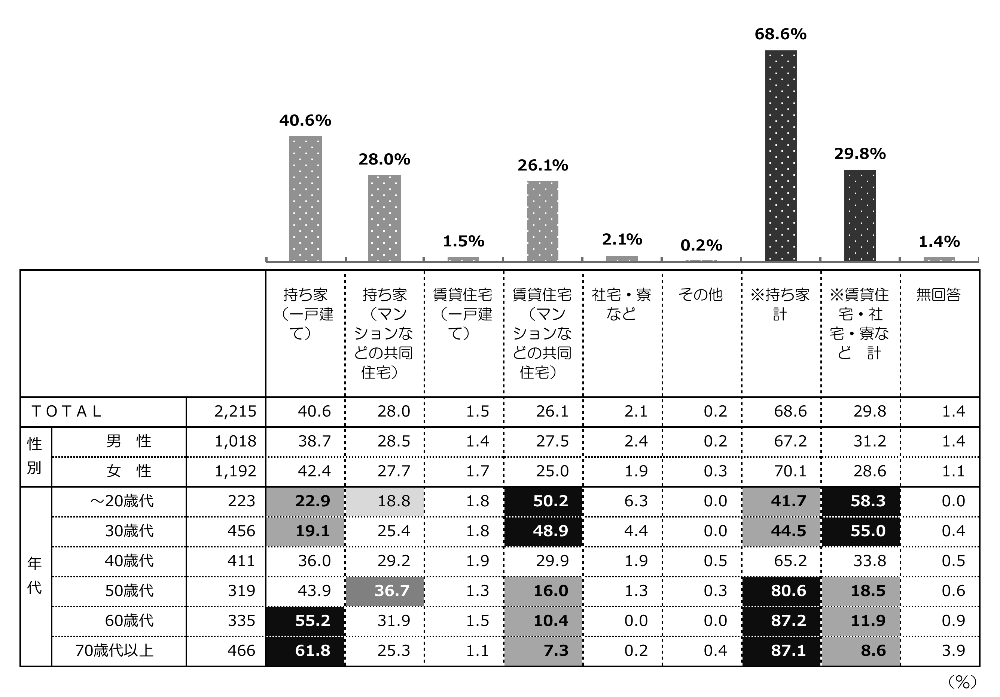 68.6%
40.6%
29.8%
28.0%
26.1%
1.5%
2.1%
0.2%
1.4%
持ち家
（一戸建
て）
持ち家
（マン
ションな
どの共同
住宅）
賃貸住宅
（一戸建
て）
賃貸住宅
（マン
ションな
どの共同
住宅）
社宅・寮
など
その他
※持ち家
計
※賃貸住
宅・社
宅・寮な
ど　計
無回答
ＴＯＴＡＬ 2,215 40.6 28.0 1.5 26.1 2.1 0.2 68.6 29.8 1.4
性別
男　性 1,018 38.7 28.5 1.4 27.5 2.4 0.2 67.2 31.2 1.4
女　性 1,192 42.4 27.7 1.7 25.0 1.9 0.3 70.1 28.6 1.1
年代
～20歳代 223 22.9 18.8 1.8 50.2 6.3 0.0 41.7 58.3 0.0
30歳代 456 19.1 25.4 1.8 48.9 4.4 0.0 44.5 55.0 0.4
40歳代 411 36.0 29.2 1.9 29.9 1.9 0.5 65.2 33.8 0.5
50歳代 319 43.9 36.7 1.3 16.0 1.3 0.3 80.6 18.5 0.6
60歳代 335 55.2 31.9 1.5 10.4 0.0 0.0 87.2 11.9 0.9
70歳代以上 466 61.8 25.3 1.1 7.3 0.2 0.4 87.1 8.6 3.9
（%）